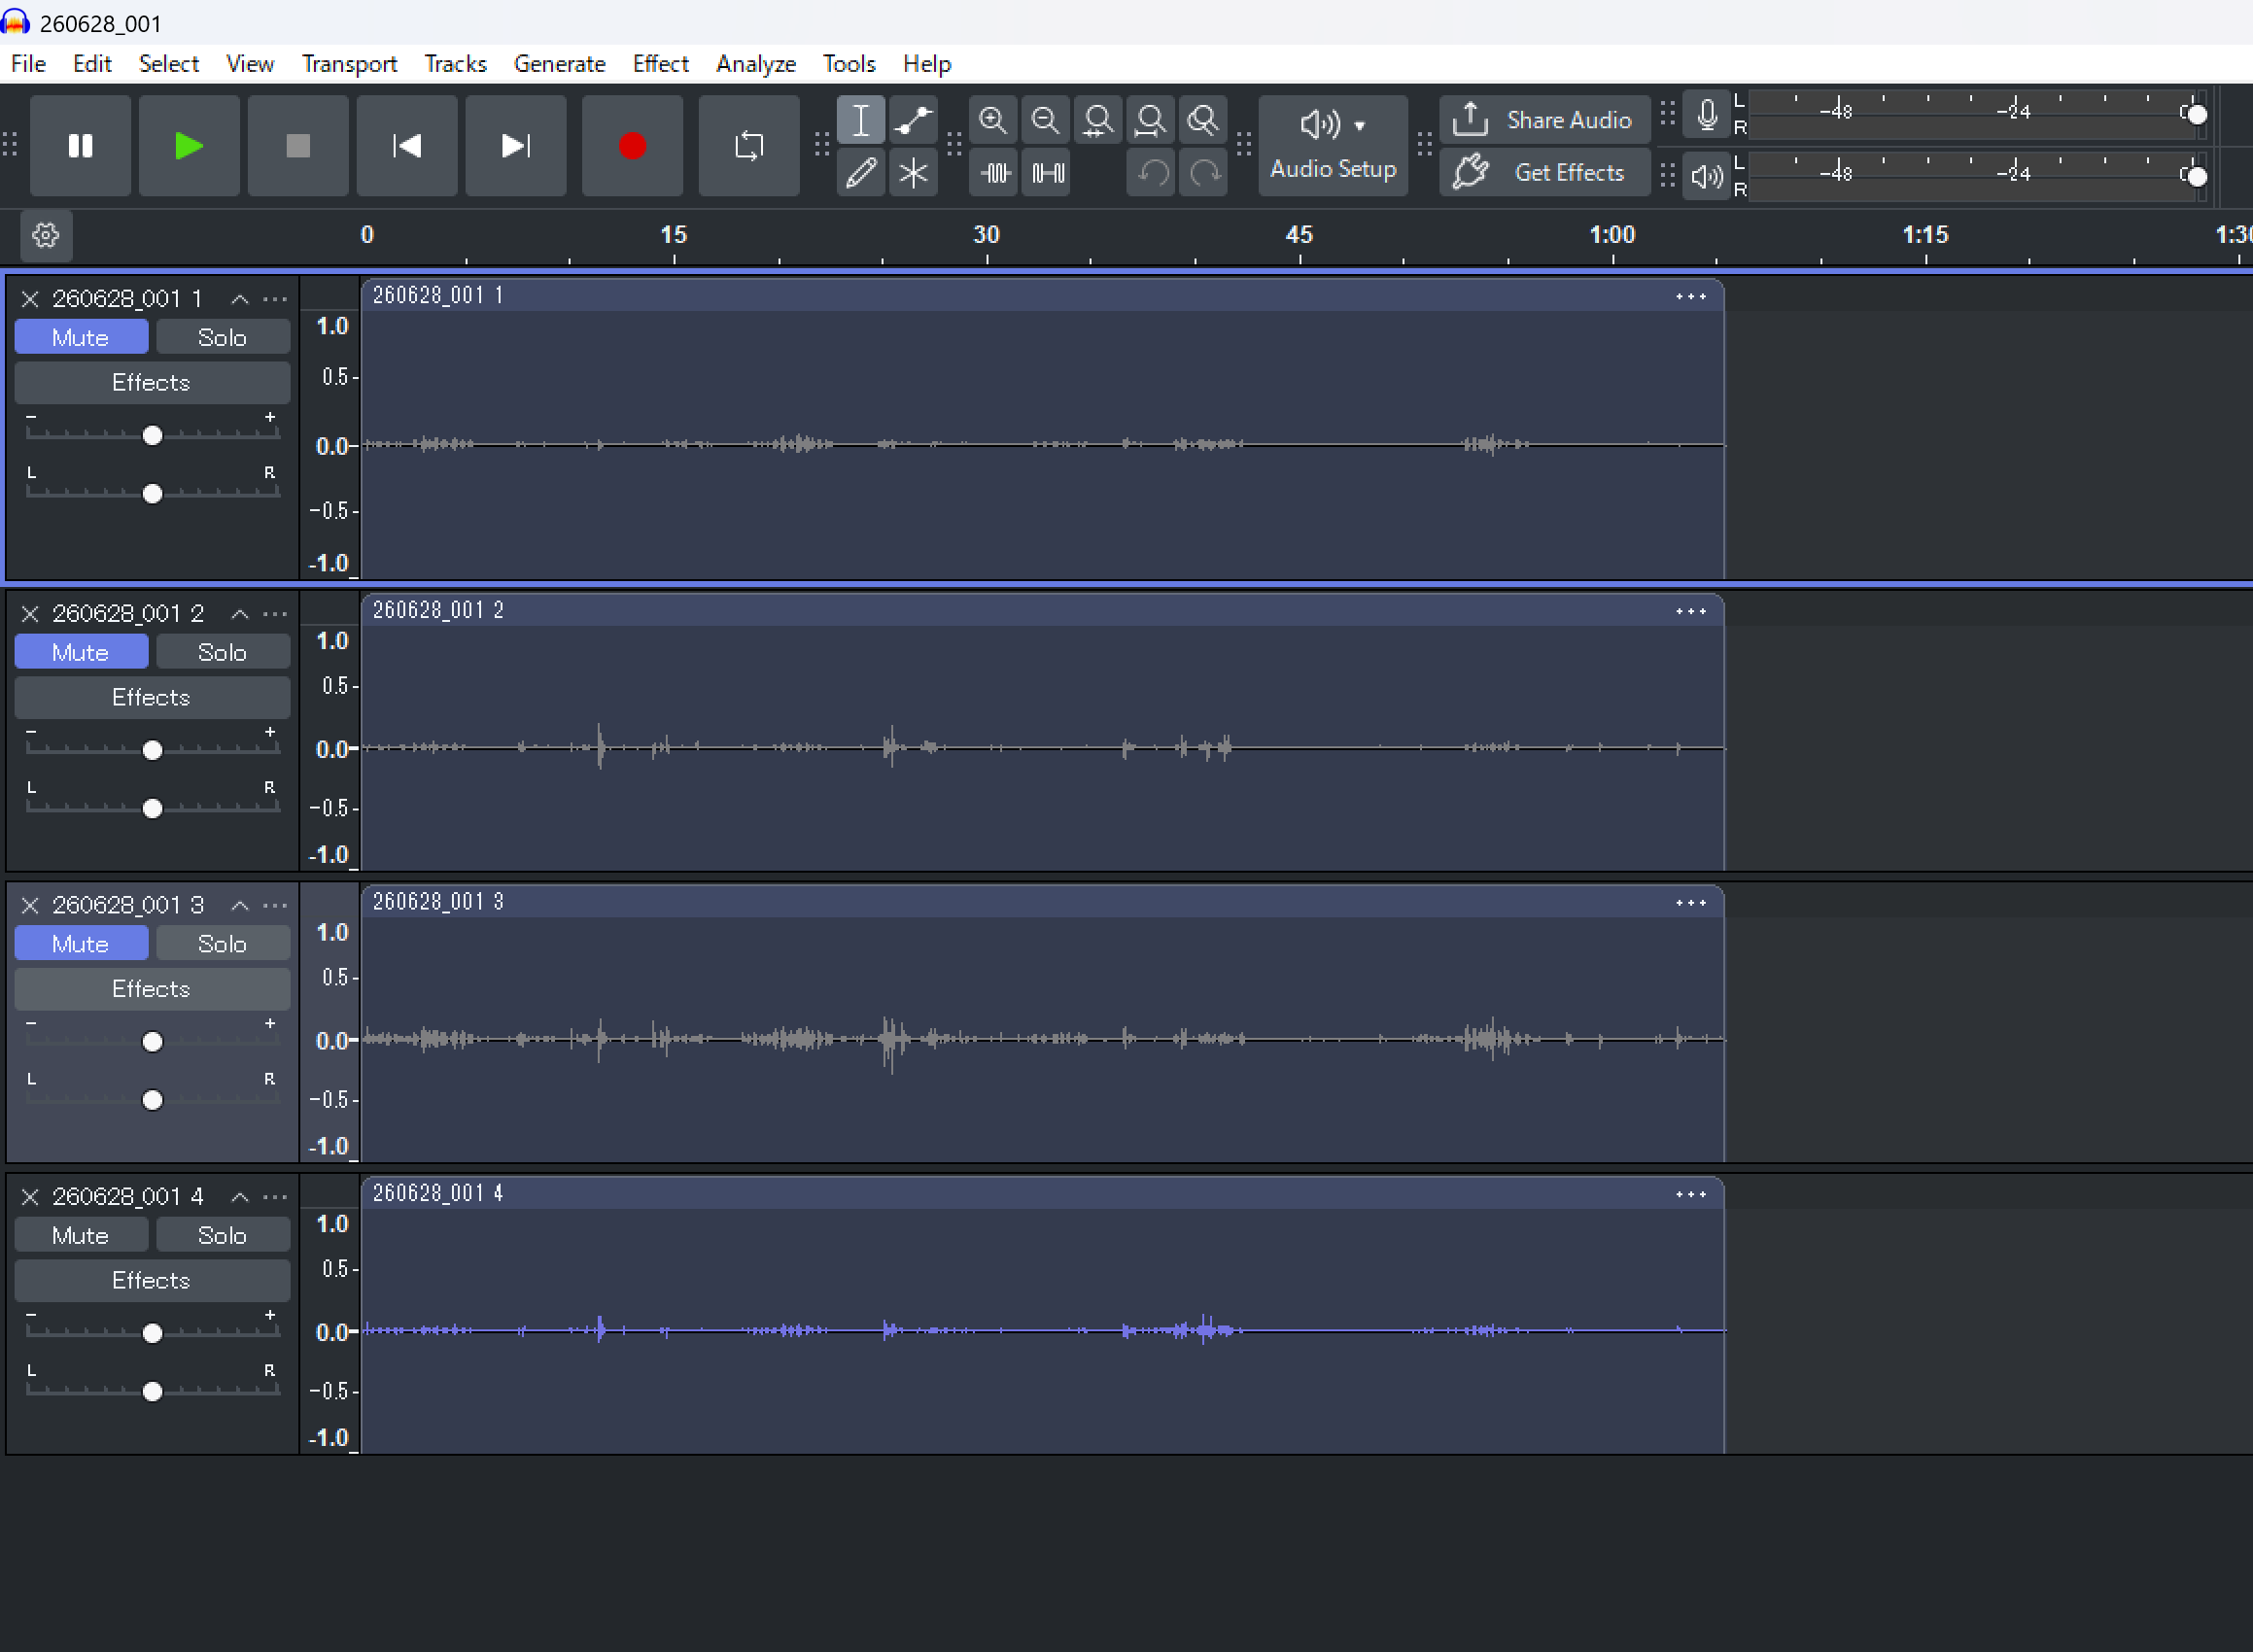 260628_001
File Edit Select View Transport Tracks Generate Effect Analyze Tools Help
Audio Setup
Share Audio
Get Effects
L
R
-48 -24 0
L
R
-48 -24 0
0 15 30 45 1:00 1:15 1:30
260628_001 1
Mute Solo
Effects
- +
L R
1.0
0.5
0.0
-0.5
-1.0
260628_001 1
260628_001 2
Mute Solo
Effects
- +
L R
1.0
0.5
0.0
-0.5
-1.0
260628_001 2
260628_001 3
Mute Solo
Effects
- +
L R
1.0
0.5
0.0
-0.5
-1.0
260628_001 3
260628_001 4
Mute Solo
Effects
- +
L R
1.0
0.5
0.0
-0.5
-1.0
260628_001 4